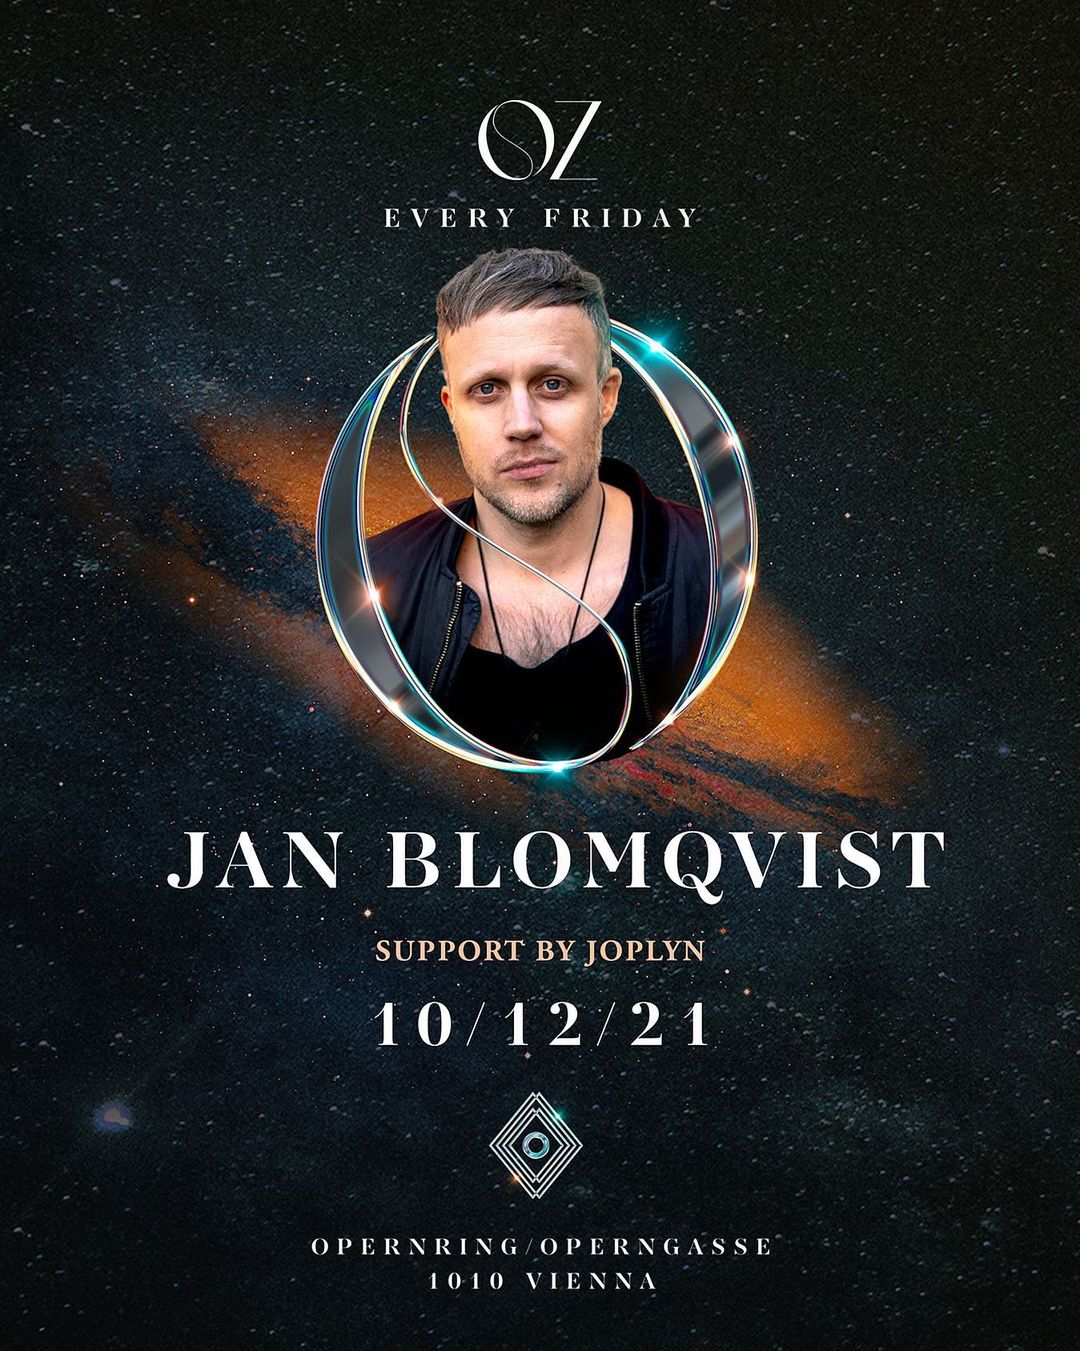 OZ
EVERY FRIDAY
JAN BLOMQVIST
SUPPORT BY JOPLYN
10/12/21
OPERNRING/OPERNGASSE
1010 VIENNA